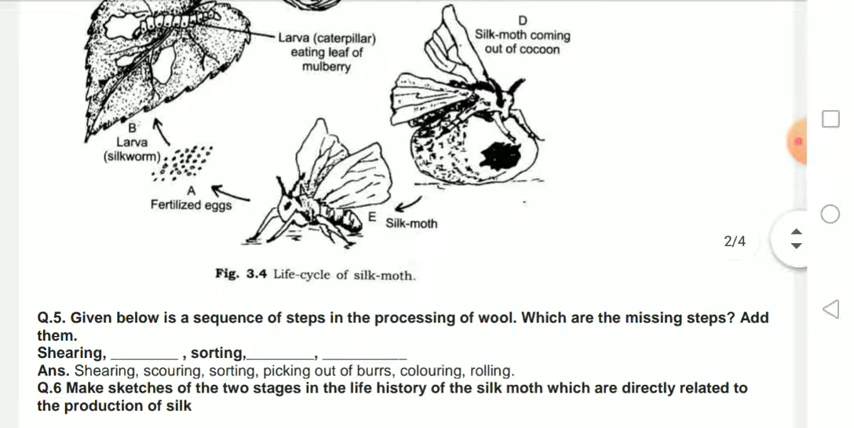 D
Silk-moth coming
out of cocoon
Larva (caterpillar)
eating leaf of
mulberry
B
Larva
(silkworm)
A
Fertilized eggs
E Silk-moth
2/4
Fig. 3.4 Life-cycle of silk-moth.
Q.5. Given below is a sequence of steps in the processing of wool. Which are the missing steps? Add
them.
Shearing, _________ , sorting,_________, ___________
Ans. Shearing, scouring, sorting, picking out of burrs, colouring, rolling.
Q.6 Make sketches of the two stages in the life history of the silk moth which are directly related to
the production of silk